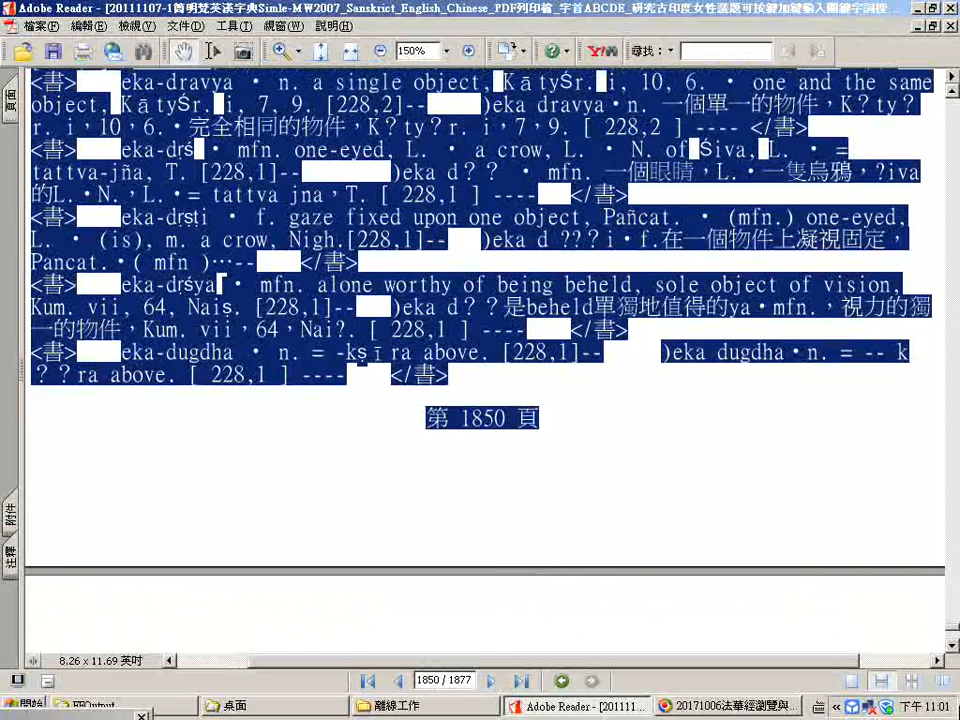 Adobe Reader - [20111107-1簡明梵英漢字典Simle-MW2007_Sanskrict_English_Chinese_PDF列印檔_字首ABCDE_研究古印度女性議題可按鍵加鍵輸入關鍵字詞搜
檔案(F) 編輯(E) 檢視(V) 文件(D) 工具(T) 視窗(W) 說明(H)
150% 尋找:
頁面
<書> eka-dravya ‧ n. a single object, KātyŚr. i, 10, 6. ‧ one and the same
object, KātyŚr. i, 7, 9. [228,2]-- )eka dravya‧n. 一個單一的物件，K?ty?
r. i，10，6.‧完全相同的物件，K?ty?r. i，7，9. [ 228,2 ] ---- </書>
<書> eka-dṛś ‧ mfn. one-eyed, L. ‧ a crow, L. ‧ N. of Śiva, L. ‧ =
tattva-jña, T. [228,1]-- )eka d?? ‧ mfn. 一個眼睛，L.‧一隻烏鴉，?iva
的L.‧N.，L.‧= tattva jna，T. [ 228,1 ] ---- </書>
<書> eka-dṛṣṭi ‧ f. gaze fixed upon one object, Pañcat. ‧ (mfn.) one-eyed,
L. ‧ (is), m. a crow, Nigh.[228,1]-- )eka d ???i‧f.在一個物件上凝視固定，
Pancat.‧( mfn )…-- </書>
<書> eka-dṛśya ‧ mfn. alone worthy of being beheld, sole object of vision,
Kum. vii, 64, Naiṣ. [228,1]-- )eka d??是beheld單獨地值得的ya‧mfn.，視力的獨
一的物件，Kum. vii，64，Nai?. [ 228,1 ] ---- </書>
<書> eka-dugdha ‧ n. = -kṣīra above. [228,1]-- )eka dugdha‧n. = -- k
??ra above. [ 228,1 ] ---- </書>
第 1850 頁
附件
注釋
8.26 x 11.69 英吋
1850 / 1877
開始 FFOutput 桌面 離線工作 Adobe Reader - [2011111... 20171006法華經瀏覽與... 下午 11:01